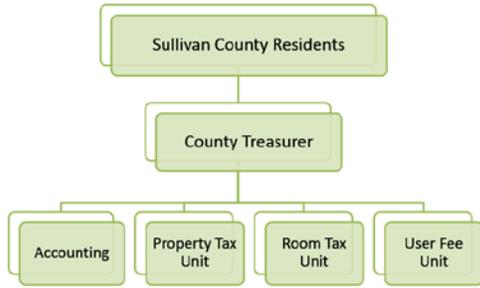 Sullivan County Residents
County Treasurer
Accounting
Property Tax
Unit
Room Tax
Unit
User Fee
Unit